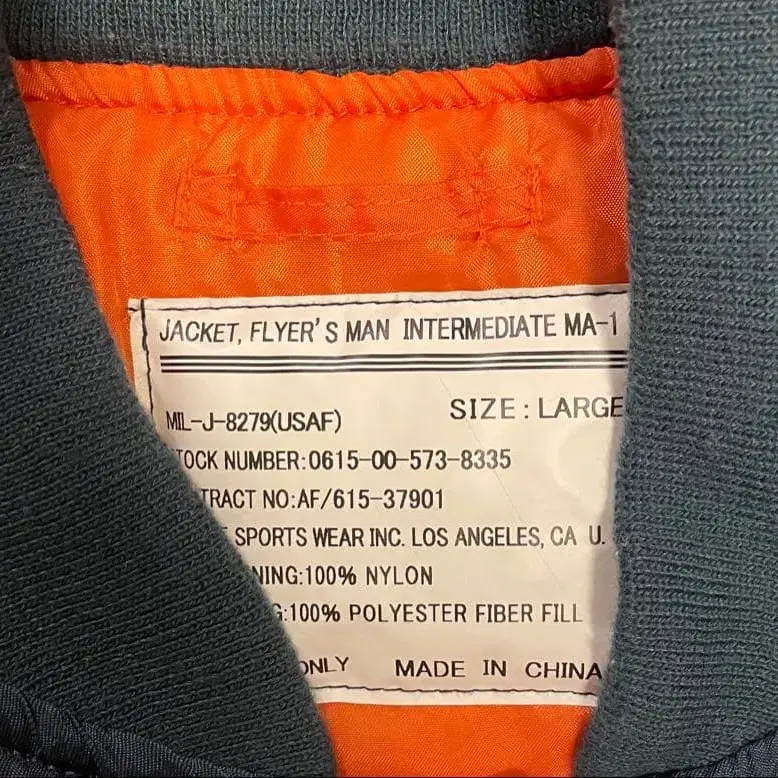 JACKET, FLYER'S MAN INTERMEDIATE MA-1
MIL-J-8279(USAF)
SIZE : LARGE
TOCK NUMBER:0615-00-573-8335
TRACT NO:AF/615-37901
SPORTS WEAR INC. LOS ANGELES, CA U.
NING:100% NYLON
G:100% POLYESTER FIBER FILL
ONLY MADE IN CHINA